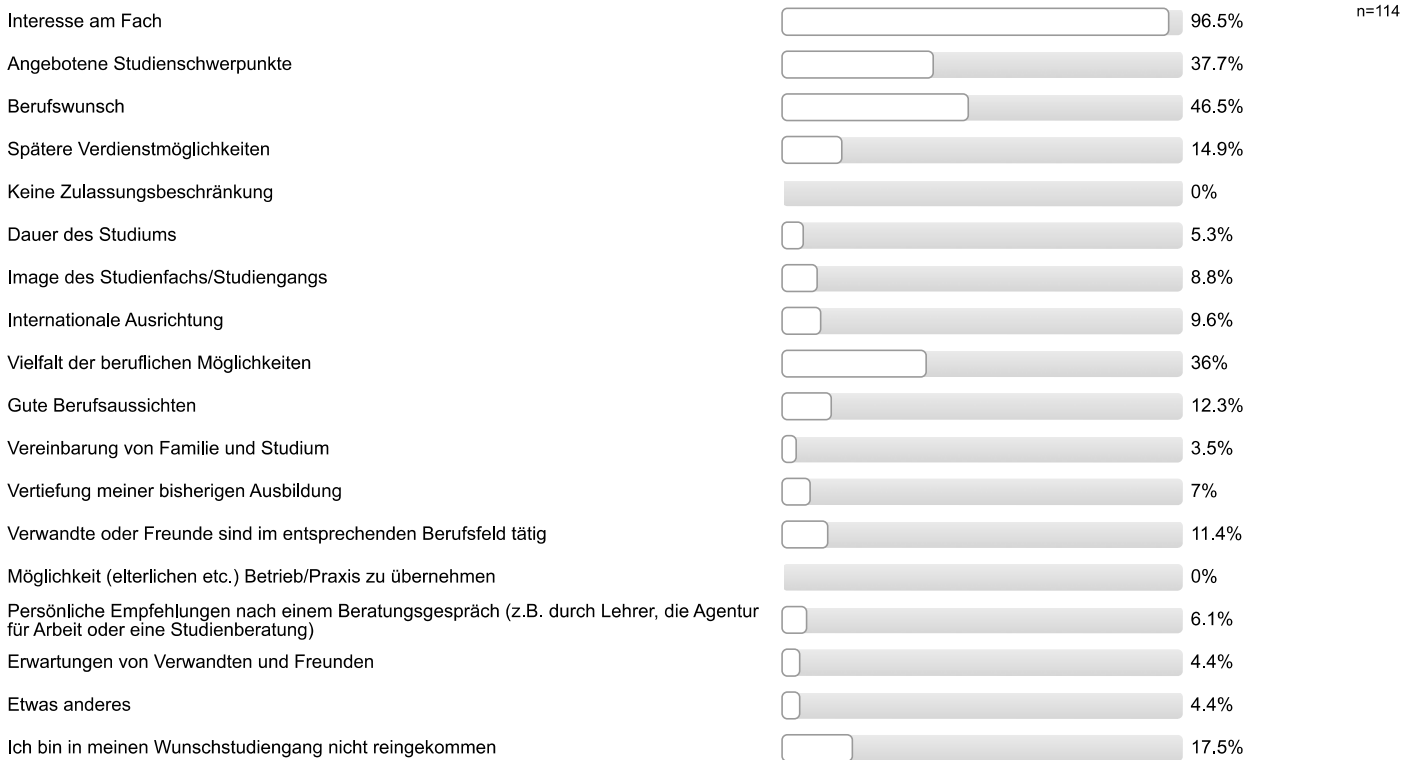 Interesse am Fach 96.5% n=114
Angebotene Studienschwerpunkte 37.7%
Berufswunsch 46.5%
Spätere Verdienstmöglichkeiten 14.9%
Keine Zulassungsbeschränkung 0%
Dauer des Studiums 5.3%
Image des Studienfachs/Studiengangs 8.8%
Internationale Ausrichtung 9.6%
Vielfalt der beruflichen Möglichkeiten 36%
Gute Berufsaussichten 12.3%
Vereinbarung von Familie und Studium 3.5%
Vertiefung meiner bisherigen Ausbildung 7%
Verwandte oder Freunde sind im entsprechenden Berufsfeld tätig 11.4%
Möglichkeit (elterlichen etc.) Betrieb/Praxis zu übernehmen 0%
Persönliche Empfehlungen nach einem Beratungsgespräch (z.B. durch Lehrer, die Agentur
für Arbeit oder eine Studienberatung) 6.1%
Erwartungen von Verwandten und Freunden 4.4%
Etwas anderes 4.4%
Ich bin in meinen Wunschstudiengang nicht reingekommen 17.5%